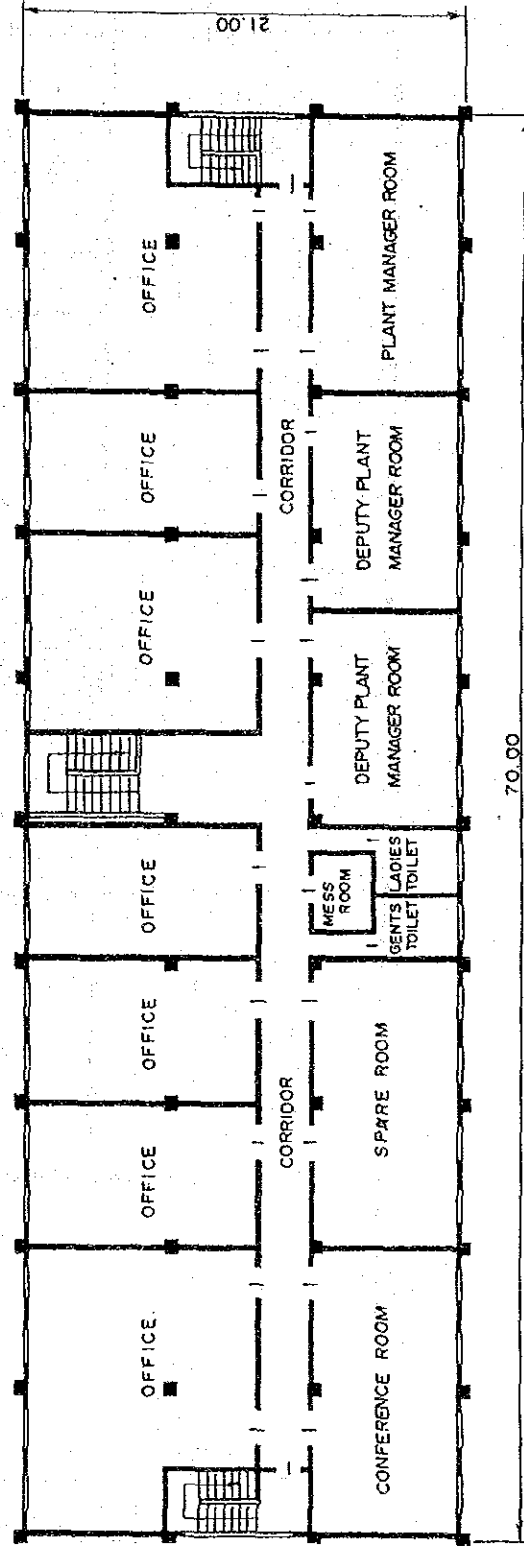 OFFICE
OFFICE
OFFICE
OFFICE
OFFICE
OFFICE
OFFICE
21.00
CORRIDOR
CORRIDOR
CONFERENCE ROOM
SPARE ROOM
MESS
ROOM
GENTS
TOILET
LADIES
TOILET
DEPUTY PLANT
MANAGER ROOM
DEPUTY PLANT
MANAGER ROOM
PLANT MANAGER ROOM
70.00